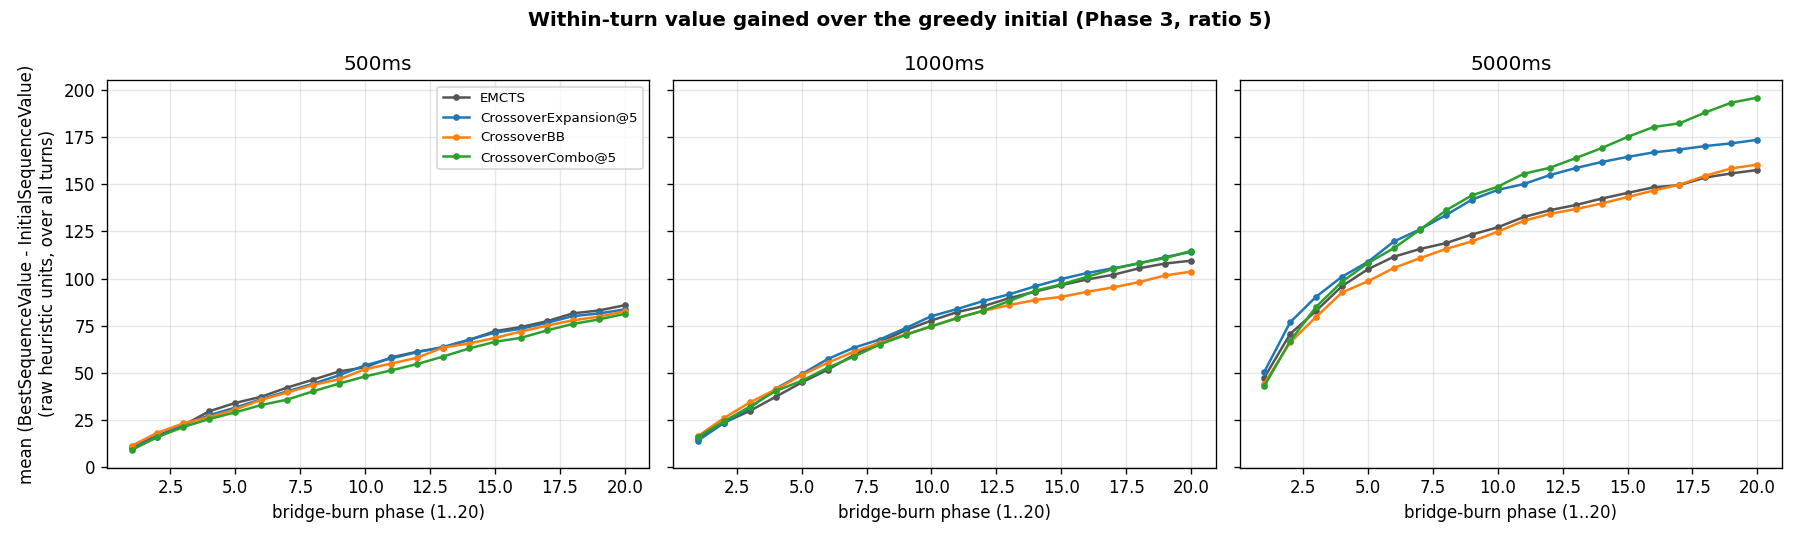 Within-turn value gained over the greedy initial (Phase 3, ratio 5)
mean (BestSequenceValue - InitialSequenceValue)
(raw heuristic units, over all turns)
500ms
200
175
150
125
100
75
50
25
0
EMCTS
CrossoverExpansion@5
CrossoverBB
CrossoverCombo@5
2.5 5.0 7.5 10.0 12.5 15.0 17.5 20.0
bridge-burn phase (1..20)
1000ms
2.5 5.0 7.5 10.0 12.5 15.0 17.5 20.0
bridge-burn phase (1..20)
5000ms
2.5 5.0 7.5 10.0 12.5 15.0 17.5 20.0
bridge-burn phase (1..20)